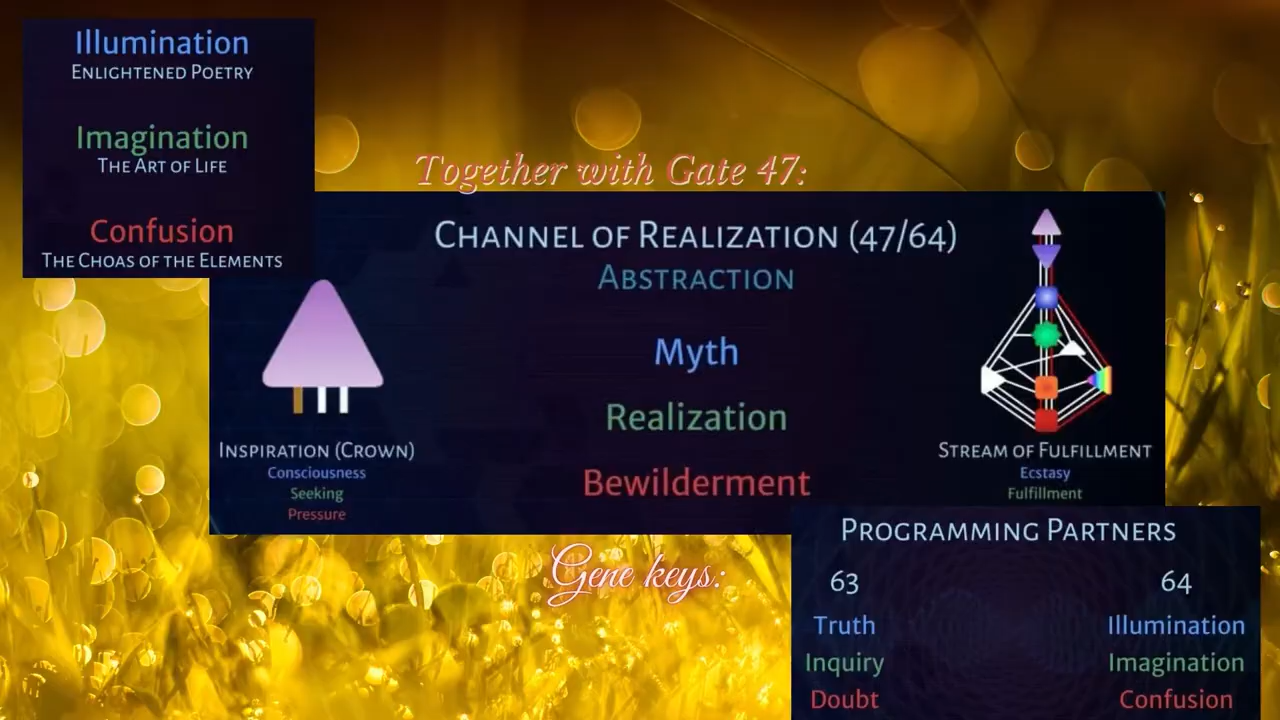 Illumination
Enlightened Poetry
Imagination
The Art of Life
Confusion
The Choas of the Elements
Together with Gate 47:
Channel of Realization (47/64)
Abstraction
Myth
Realization
Bewilderment
Inspiration (Crown)
Consciousness
Seeking
Pressure
Stream of Fulfillment
Ecstasy
Fulfillment
Gene keys:
Programming Partners
63 64
Truth Illumination
Inquiry Imagination
Doubt Confusion